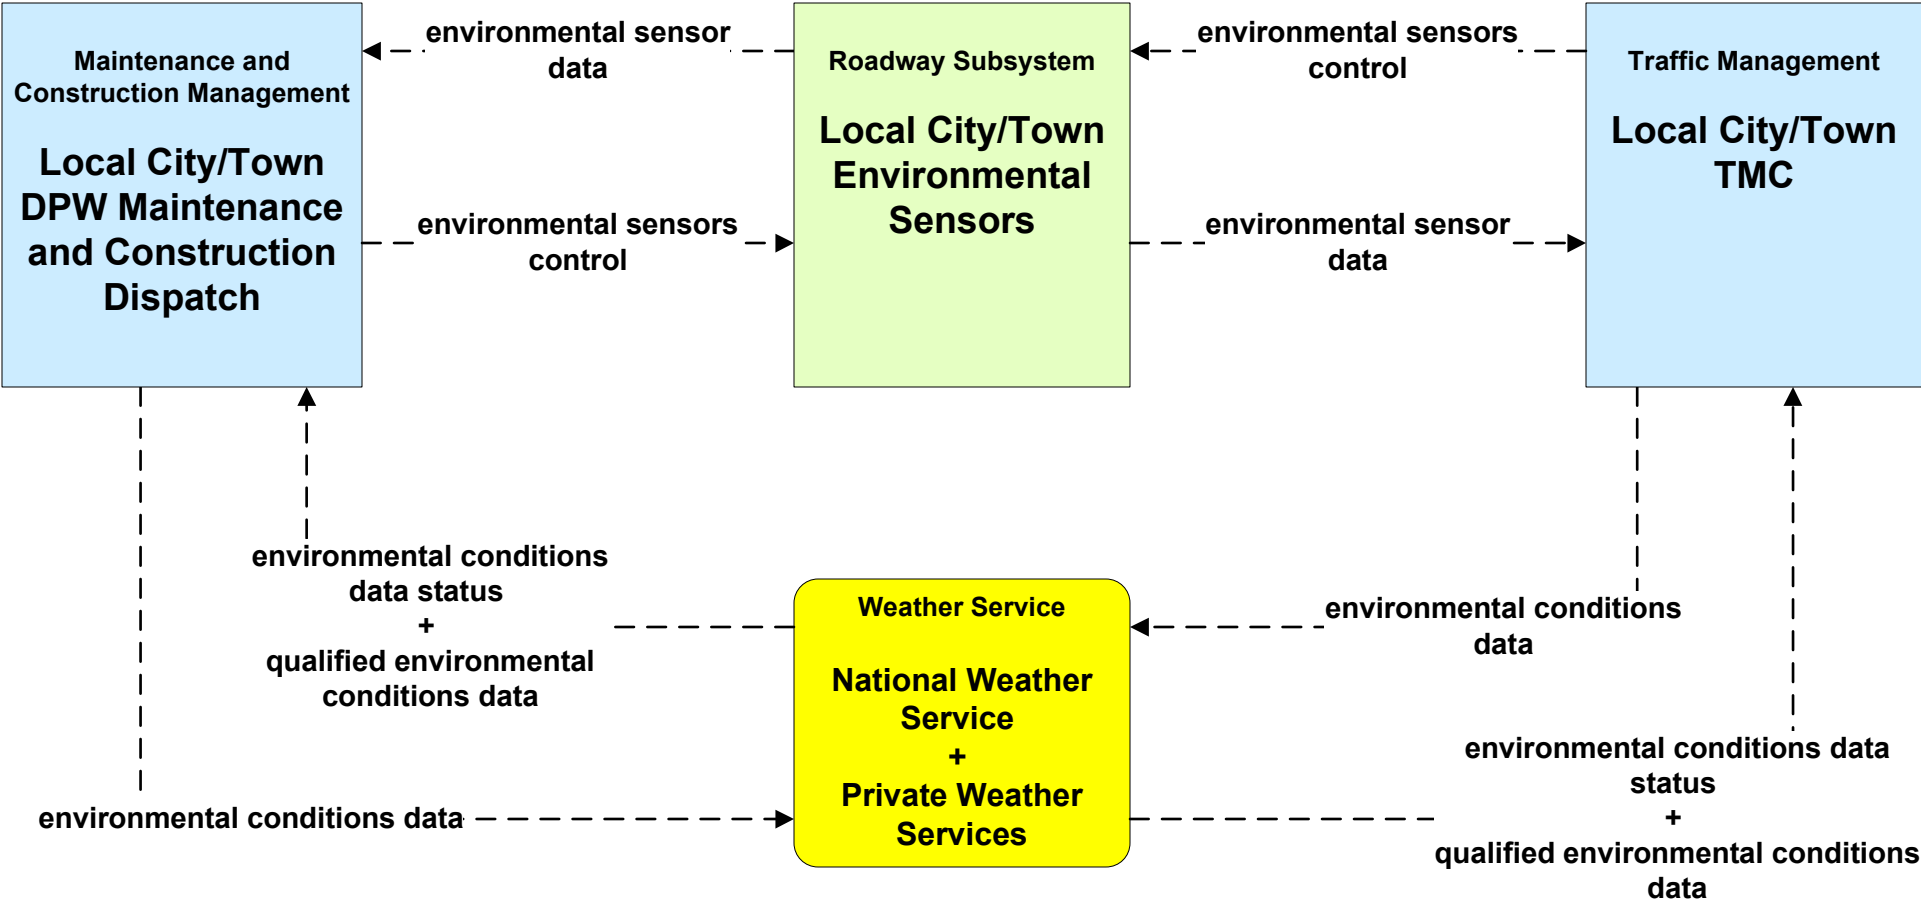 Maintenance and
Construction Management
Local City/Town
DPW Maintenance
and Construction
Dispatch
environmental sensor
data
environmental sensors
control
Roadway Subsystem
Local City/Town
Environmental
Sensors
environmental sensors
control
environmental sensor
data
Traffic Management
Local City/Town
TMC
environmental conditions
data status
+
qualified environmental
conditions data
environmental conditions data
Weather Service
National Weather
Service
+
Private Weather
Services
environmental conditions
data
environmental conditions data
status
+
qualified environmental conditions
data